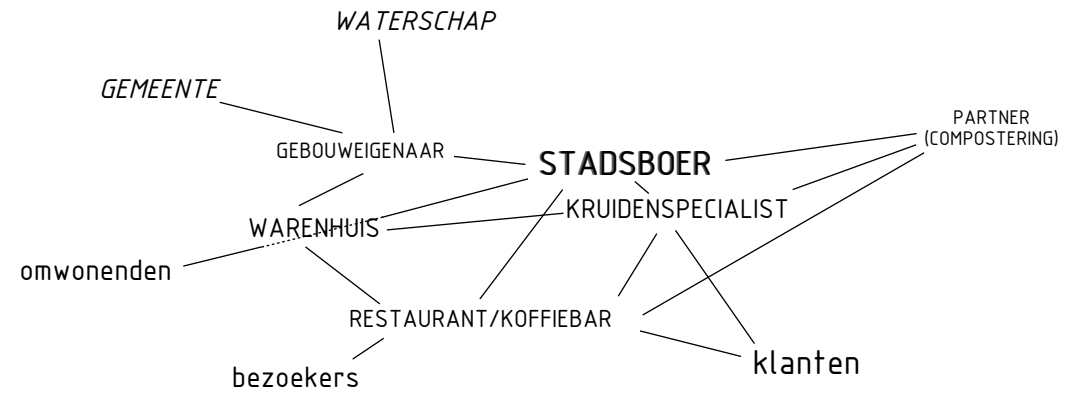 WATERSCHAP
GEMEENTE
PARTNER
(COMPOSTERING)
GEBOUWEIGENAAR
STADSBOER
KRUIDENSPECIALIST
WARENHUIS
omwonenden
RESTAURANT/KOFFIEBAR
klanten
bezoekers